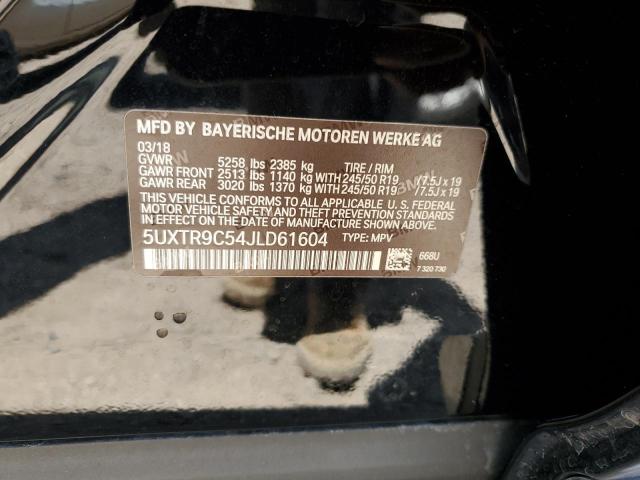 MFD BY BAYERISCHE MOTOREN WERKE AG
03/18
GVWR 5258 lbs 2385 kg TIRE / RIM
GAWR FRONT 2513 lbs 1140 kg WITH 245/50 R19 /7.5J x 19
GAWR REAR 3020 lbs 1370 kg WITH 245/50 R19 /7.5J x 19
THIS VEHICLE CONFORMS TO ALL APPLICABLE U. S. FEDERAL
MOTOR VEHICLE SAFETY, BUMPER, AND THEFT PREVENTION
STANDARDS IN EFFECT ON THE DATE OF MANUFACTURE SHOWN ABOVE.
5UXTR9C54JLD61604 TYPE: MPV
668U
7 320 730